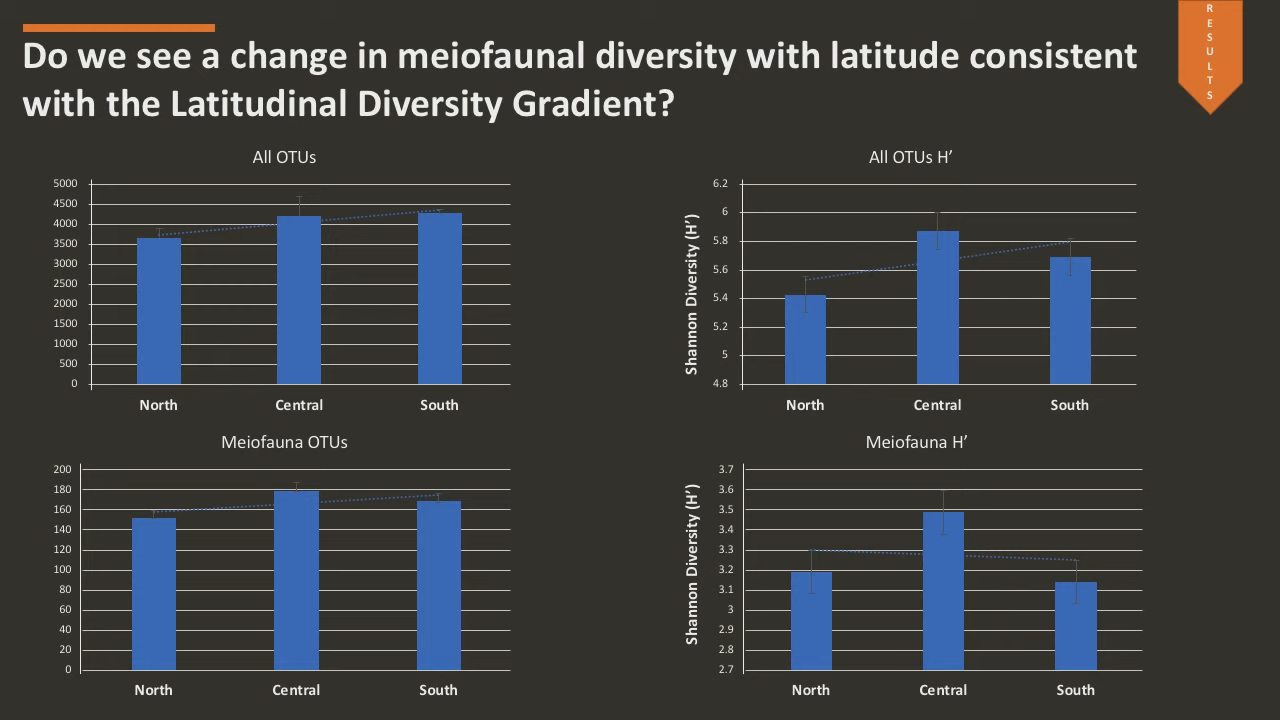 Do we see a change in meiofaunal diversity with latitude consistent
with the Latitudinal Diversity Gradient?
R
E
S
U
L
T
S
All OTUs
5000
4500
4000
3500
3000
2500
2000
1500
1000
500
0
North Central South
All OTUs H’
Shannon Diversity (H’)
6.2
6
5.8
5.6
5.4
5.2
5
4.8
North Central South
Meiofauna OTUs
200
180
160
140
120
100
80
60
40
20
0
North Central South
Meiofauna H’
Shannon Diversity (H’)
3.7
3.6
3.5
3.4
3.3
3.2
3.1
3
2.9
2.8
2.7
North Central South